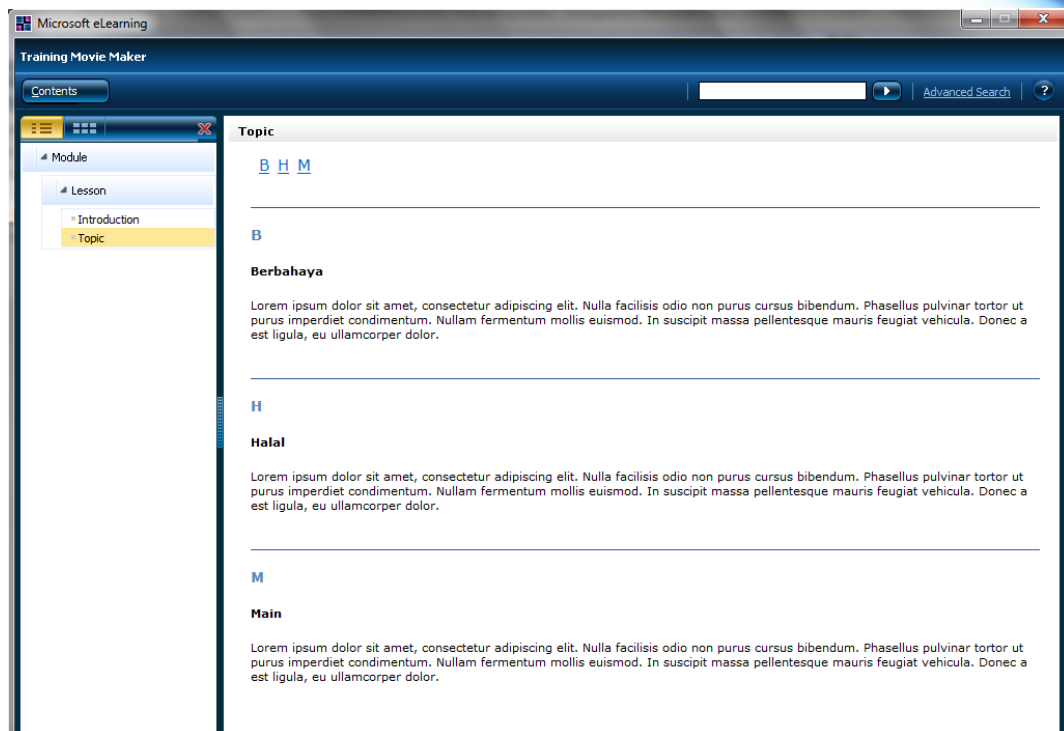 Microsoft eLearning
Training Movie Maker
Contents
Advanced Search
?
Module
Lesson
Introduction
Topic
Topic
B H M
B
Berbahaya
Lorem ipsum dolor sit amet, consectetur adipiscing elit. Nulla facilisis odio non purus cursus bibendum. Phasellus pulvinar tortor ut
purus imperdiet condimentum. Nullam fermentum mollis euismod. In suscipit massa pellentesque mauris feugiat vehicula. Donec a
est ligula, eu ullamcorper dolor.
H
Halal
Lorem ipsum dolor sit amet, consectetur adipiscing elit. Nulla facilisis odio non purus cursus bibendum. Phasellus pulvinar tortor ut
purus imperdiet condimentum. Nullam fermentum mollis euismod. In suscipit massa pellentesque mauris feugiat vehicula. Donec a
est ligula, eu ullamcorper dolor.
M
Main
Lorem ipsum dolor sit amet, consectetur adipiscing elit. Nulla facilisis odio non purus cursus bibendum. Phasellus pulvinar tortor ut
purus imperdiet condimentum. Nullam fermentum mollis euismod. In suscipit massa pellentesque mauris feugiat vehicula. Donec a
est ligula, eu ullamcorper dolor.